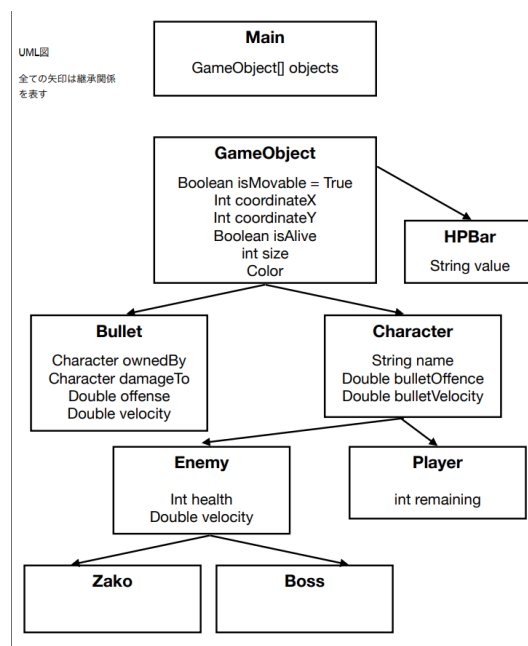 UML図
全ての矢印は継承関係
を表す
Main
GameObject[] objects
GameObject
Boolean isMovable = True
Int coordinateX
Int coordinateY
Boolean isAlive
int size
Color
HPBar
String value
Bullet
Character ownedBy
Character damageTo
Double offense
Double velocity
Character
String name
Double bulletOffence
Double bulletVelocity
Enemy
Int health
Double velocity
Player
int remaining
Zako
Boss